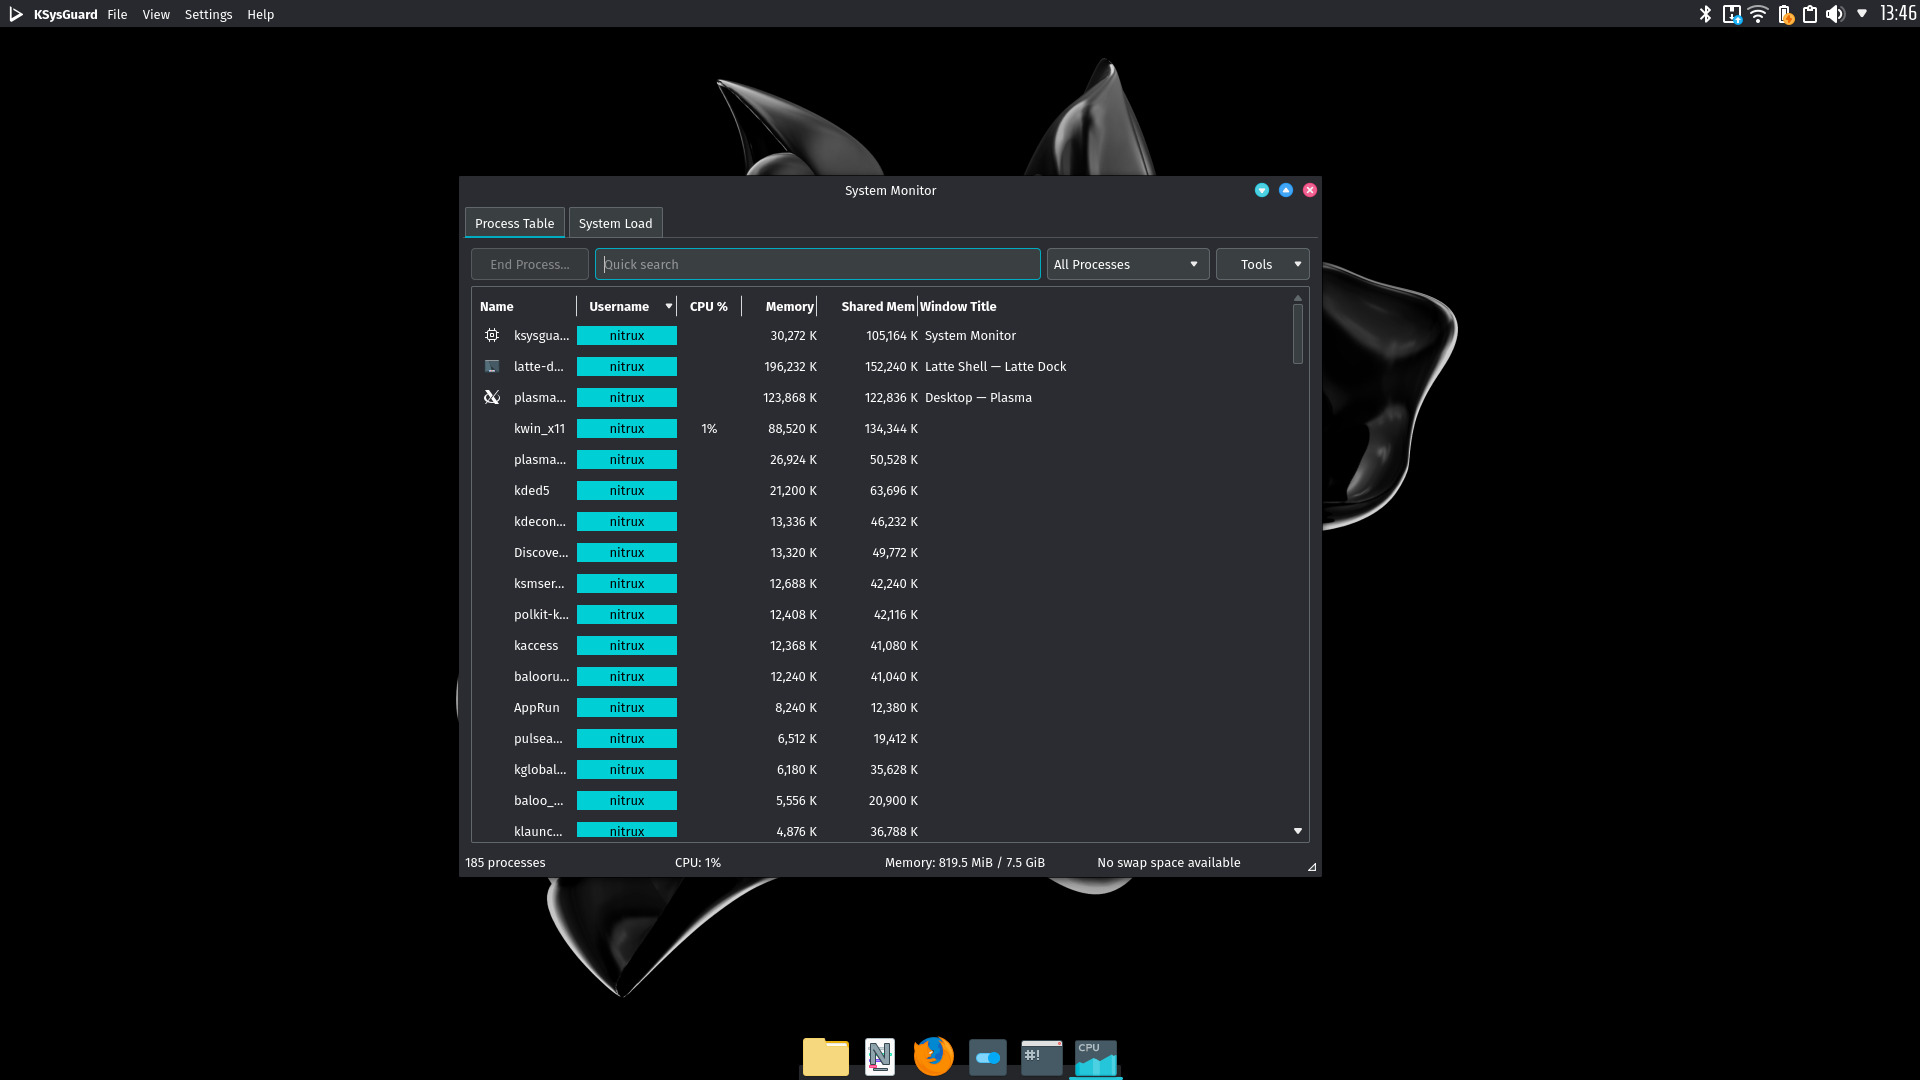 KSysGuard File View Settings Help 13:46
System Monitor
Process Table System Load
End Process... Quick search All Processes Tools
Name Username CPU % Memory Shared Mem Window Title
ksysgua... nitrux 30,272 K 105,164 K System Monitor
latte-d... nitrux 196,232 K 152,240 K Latte Shell — Latte Dock
plasma... nitrux 123,868 K 122,836 K Desktop — Plasma
kwin_x11 nitrux 1% 88,520 K 134,344 K
plasma... nitrux 26,924 K 50,528 K
kded5 nitrux 21,200 K 63,696 K
kdecon... nitrux 13,336 K 46,232 K
Discove... nitrux 13,320 K 49,772 K
ksmser... nitrux 12,688 K 42,240 K
polkit-k... nitrux 12,408 K 42,116 K
kaccess nitrux 12,368 K 41,080 K
balooru... nitrux 12,240 K 41,040 K
AppRun nitrux 8,240 K 12,380 K
pulsea... nitrux 6,512 K 19,412 K
kglobal... nitrux 6,180 K 35,628 K
baloo_... nitrux 5,556 K 20,900 K
klaunc... nitrux 4,876 K 36,788 K
185 processes CPU: 1% Memory: 819.5 MiB / 7.5 GiB No swap space available
N #! CPU